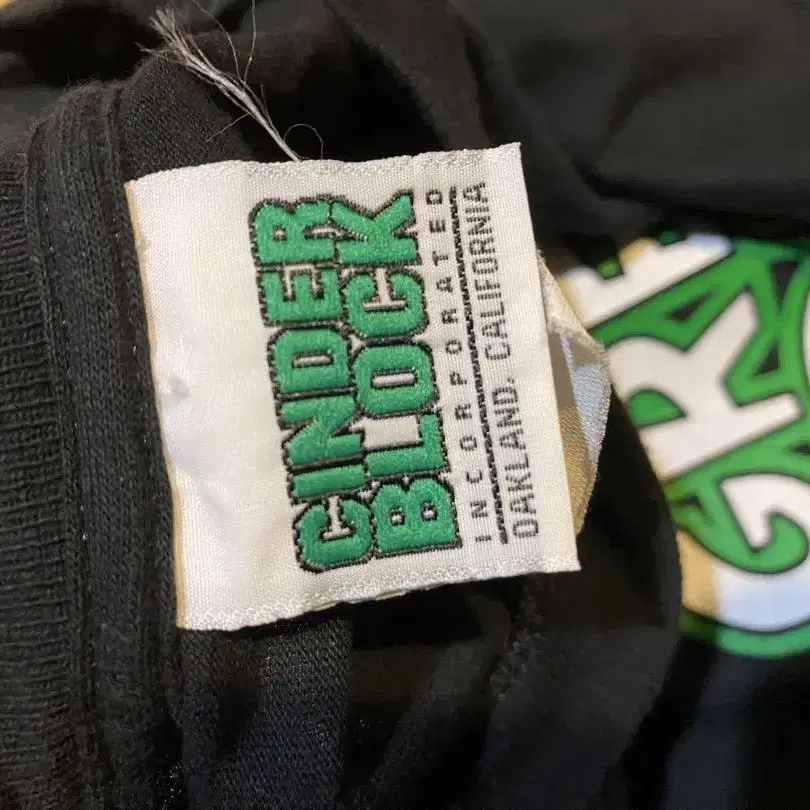 CINDER
BLOCK
INCORPORATED
OAKLAND. CALIFORNIA